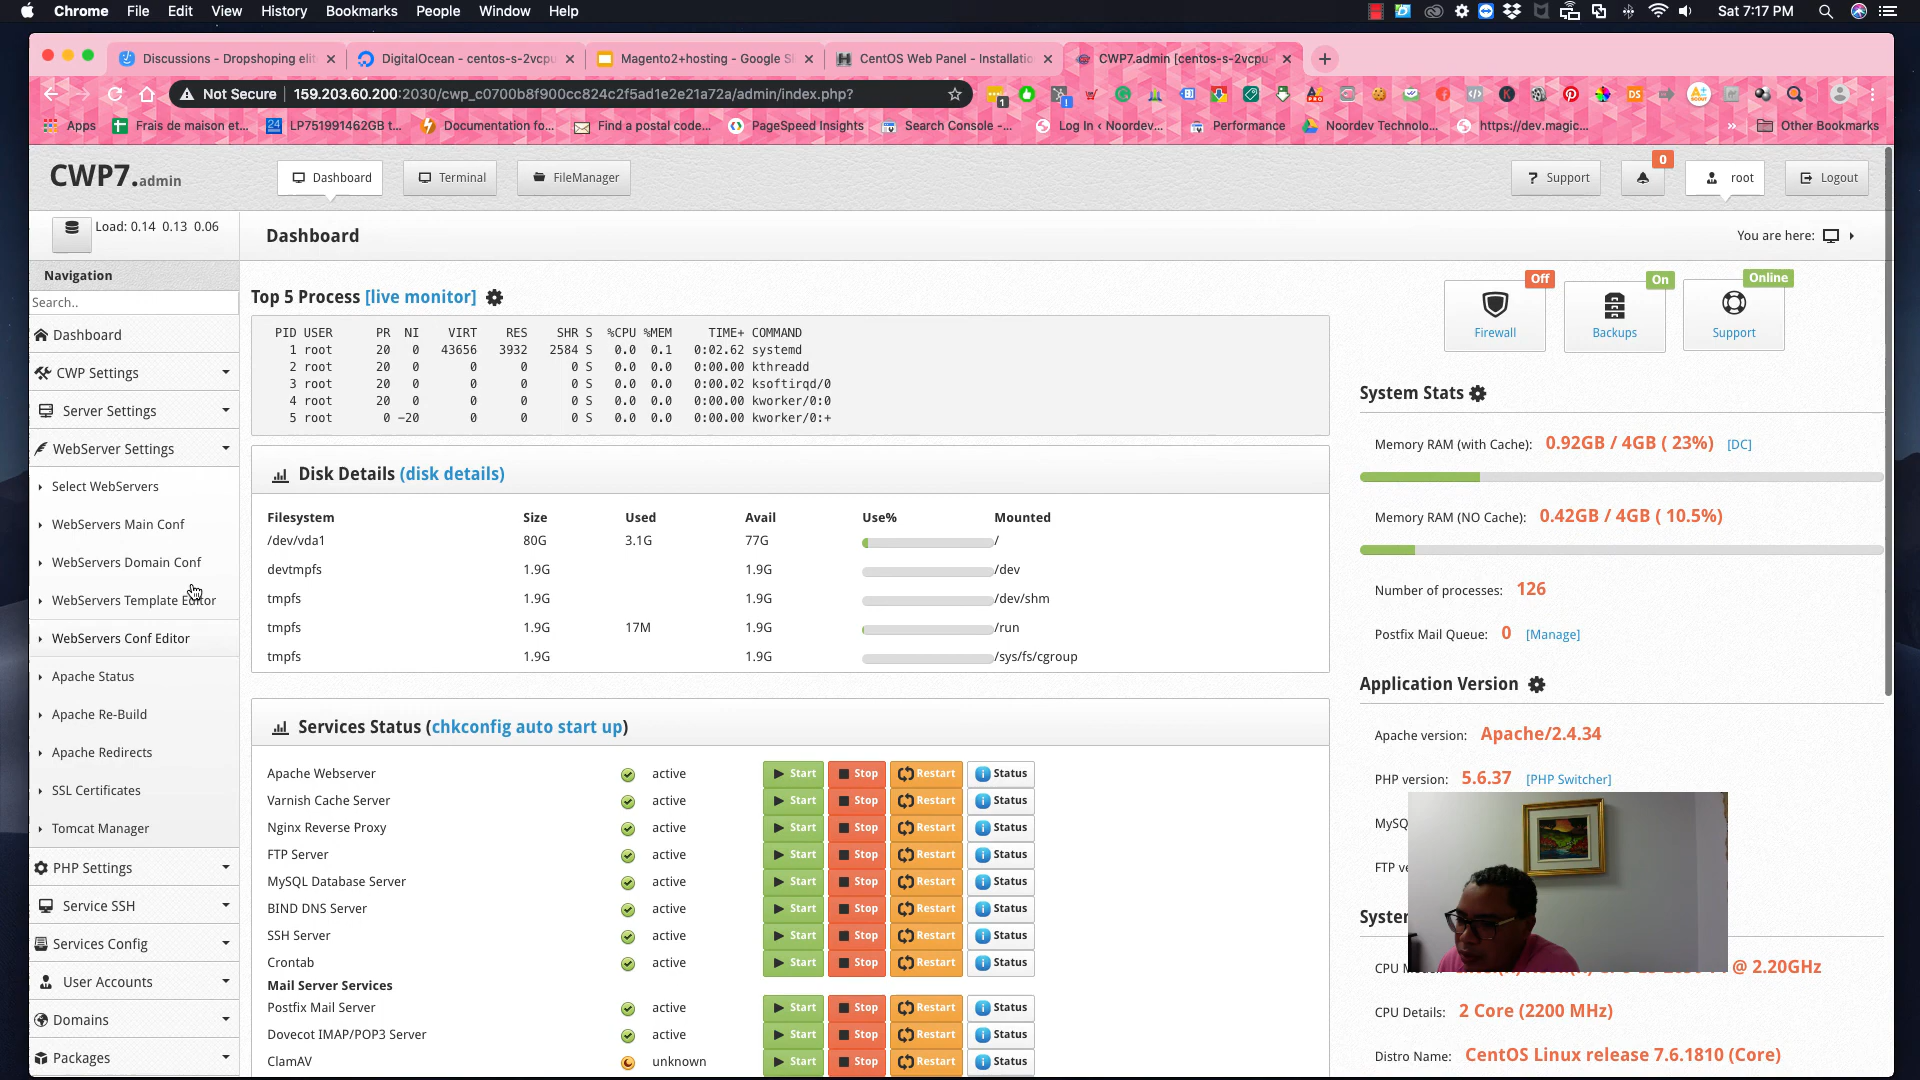 Chrome File Edit View History Bookmarks People Window Help Sat 7:17 PM
Discussions - Dropshoping elit
DigitalOcean - centos-s-2vcpu
Magento2+hosting - Google S
CentOS Web Panel - Installatio
CWP7.admin [centos-s-2vcpu-
Not Secure 159.203.60.200:2030/cwp_c0700b8f900cc824c2f5ad1e2e21a72a/admin/index.php?
Apps Frais de maison et... LP751991462GB t... Documentation fo... Find a postal code... PageSpeed Insights Search Console -... Log In ‹ Noordev... Performance Noordev Technolo... https://dev.magic... » Other Bookmarks
CWP7.admin
Dashboard Terminal FileManager
? Support 0 root Logout
Load: 0.14 0.13 0.06
Dashboard
You are here:
Navigation
Search..
Dashboard
CWP Settings
Server Settings
WebServer Settings
Select WebServers
WebServers Main Conf
WebServers Domain Conf
WebServers Template Editor
WebServers Conf Editor
Apache Status
Apache Re-Build
Apache Redirects
SSL Certificates
Tomcat Manager
PHP Settings
Service SSH
Services Config
User Accounts
Domains
Packages
Top 5 Process [live monitor]
PID USER PR NI VIRT RES SHR S %CPU %MEM TIME+ COMMAND
1 root 20 0 43656 3932 2584 S 0.0 0.1 0:02.62 systemd
2 root 20 0 0 0 0 S 0.0 0.0 0:00.00 kthreadd
3 root 20 0 0 0 0 S 0.0 0.0 0:00.02 ksoftirqd/0
4 root 20 0 0 0 0 S 0.0 0.0 0:00.00 kworker/0:0
5 root 0 -20 0 0 0 S 0.0 0.0 0:00.00 kworker/0:+
Disk Details (disk details)
Filesystem Size Used Avail Use% Mounted
/dev/vda1 80G 3.1G 77G /
devtmpfs 1.9G 1.9G /dev
tmpfs 1.9G 1.9G /dev/shm
tmpfs 1.9G 17M 1.9G /run
tmpfs 1.9G 1.9G /sys/fs/cgroup
Services Status (chkconfig auto start up)
Apache Webserver active Start Stop Restart Status
Varnish Cache Server active Start Stop Restart Status
Nginx Reverse Proxy active Start Stop Restart Status
FTP Server active Start Stop Restart Status
MySQL Database Server active Start Stop Restart Status
BIND DNS Server active Start Stop Restart Status
SSH Server active Start Stop Restart Status
Crontab active Start Stop Restart Status
Mail Server Services
Postfix Mail Server active Start Stop Restart Status
Dovecot IMAP/POP3 Server active Start Stop Restart Status
ClamAV unknown Start Stop Restart Status
Off On Online
Firewall Backups Support
System Stats
Memory RAM (with Cache): 0.92GB / 4GB ( 23%) [DC]
Memory RAM (NO Cache): 0.42GB / 4GB ( 10.5%)
Number of processes: 126
Postfix Mail Queue: 0 [Manage]
Application Version
Apache version: Apache/2.4.34
PHP version: 5.6.37 [PHP Switcher]
MySQ
FTP ve
Syster
CPU @ 2.20GHz
CPU Details: 2 Core (2200 MHz)
Distro Name: CentOS Linux release 7.6.1810 (Core)